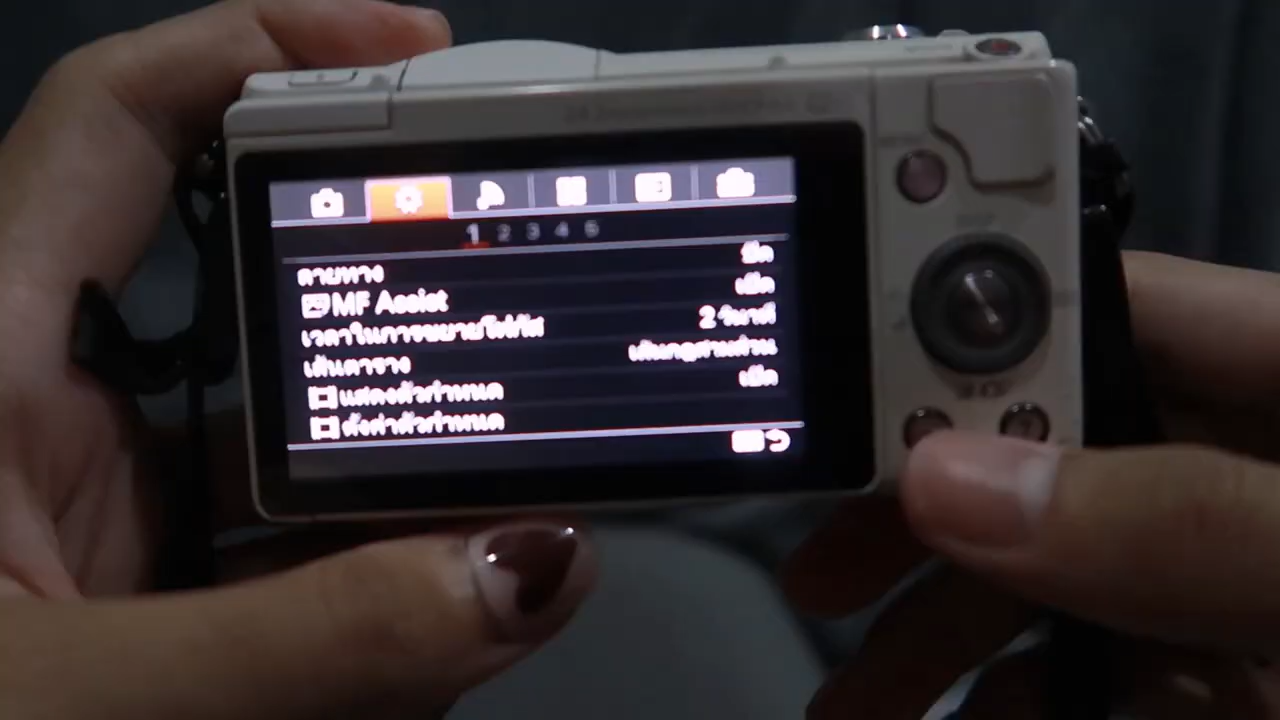 1 2 3 4 5
ลายทาง ปิด
MF Assist เปิด
เวลาในการขยายโฟกัส 2 วินาที
เส้นตาราง เส้นกฎสามส่วน
แสดงตัวกำหนด เปิด
ตั้งค่าตัวกำหนด